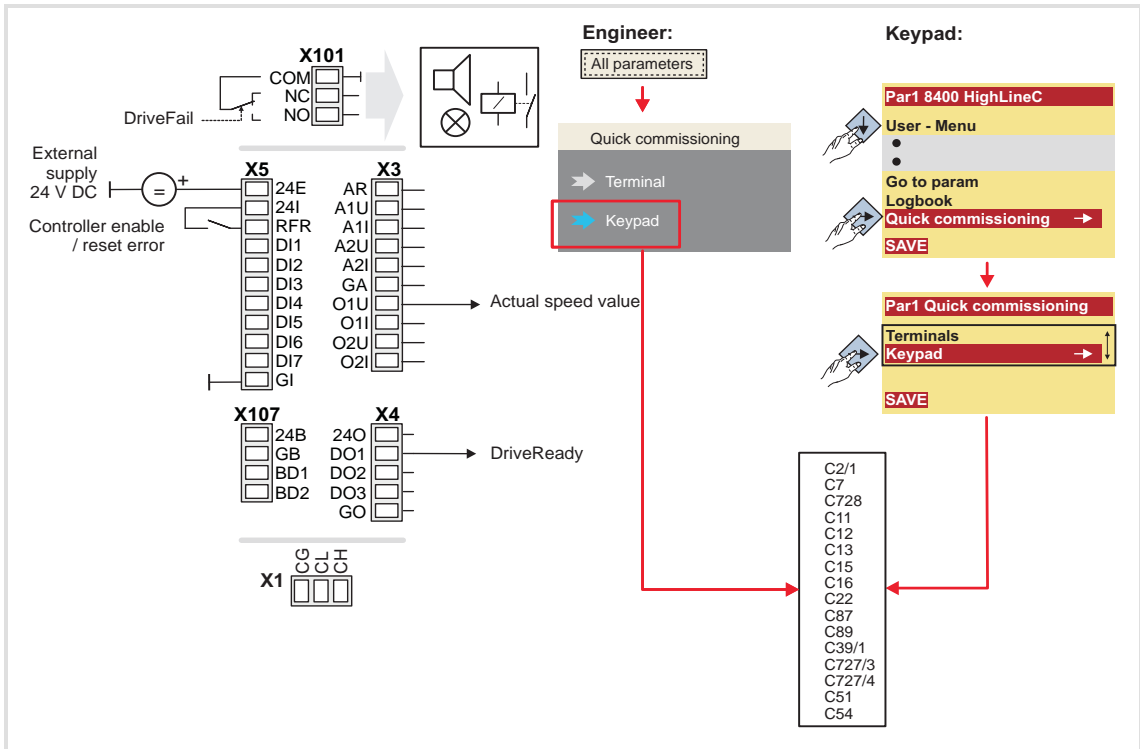 X101
COM
NC
NO
DriveFail
External
supply
24 V DC
=
+
Controller enable
/ reset error
X5
24E
24I
RFR
DI1
DI2
DI3
DI4
DI5
DI6
DI7
GI
X3
AR
A1U
A1I
A2U
A2I
GA
O1U
O1I
O2U
O2I
Actual speed value
X107
24B
GB
BD1
BD2
X4
24O
DO1
DO2
DO3
GO
DriveReady
X1
CG
CL
CH
Engineer:
All parameters
Quick commissioning
Terminal
Keypad
Keypad:
Par1 8400 HighLineC
User - Menu
●
●
Go to param
Logbook
Quick commissioning
SAVE
Par1 Quick commissioning
Terminals
Keypad
SAVE
C2/1
C7
C728
C11
C12
C13
C15
C16
C22
C87
C89
C39/1
C727/3
C727/4
C51
C54